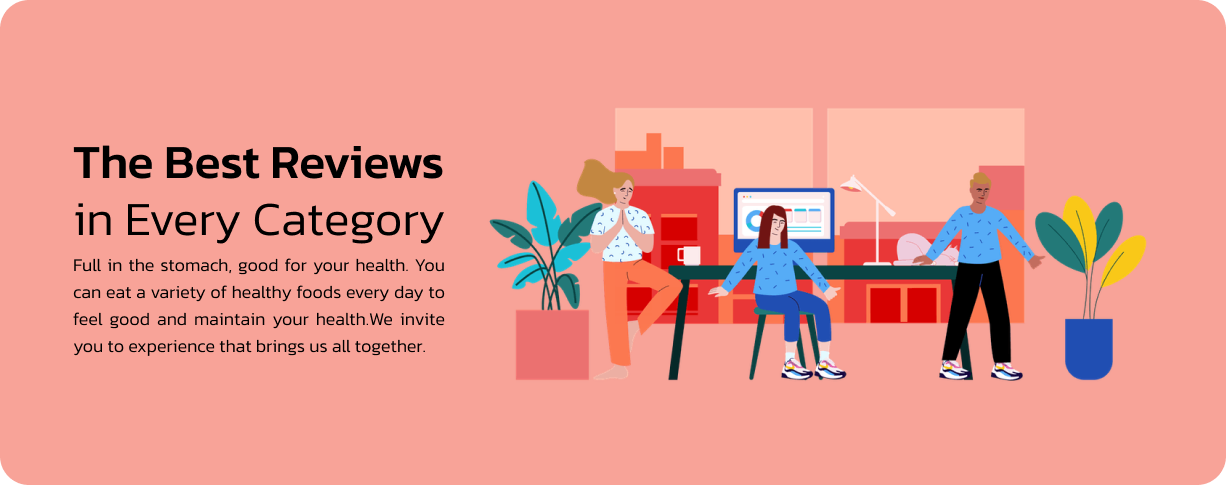 The Best Reviews
in Every Category
Full in the stomach, good for your health. You
can eat a variety of healthy foods every day to
feel good and maintain your health.We invite
you to experience that brings us all together.